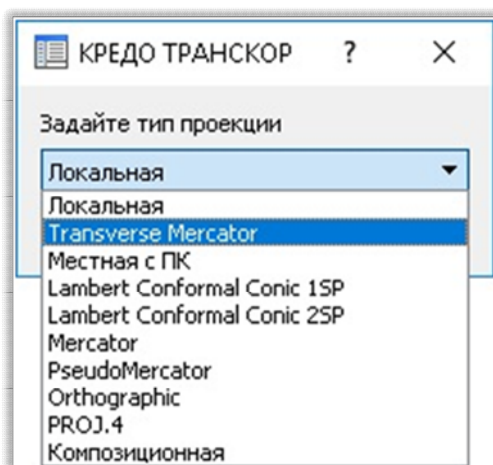 КРЕДО ТРАНСКОР ? ×
Задайте тип проекции
Локальная
Локальная
Transverse Mercator
Местная с ПК
Lambert Conformal Conic 1SP
Lambert Conformal Conic 2SP
Mercator
PseudoMercator
Orthographic
PROJ.4
Композиционная